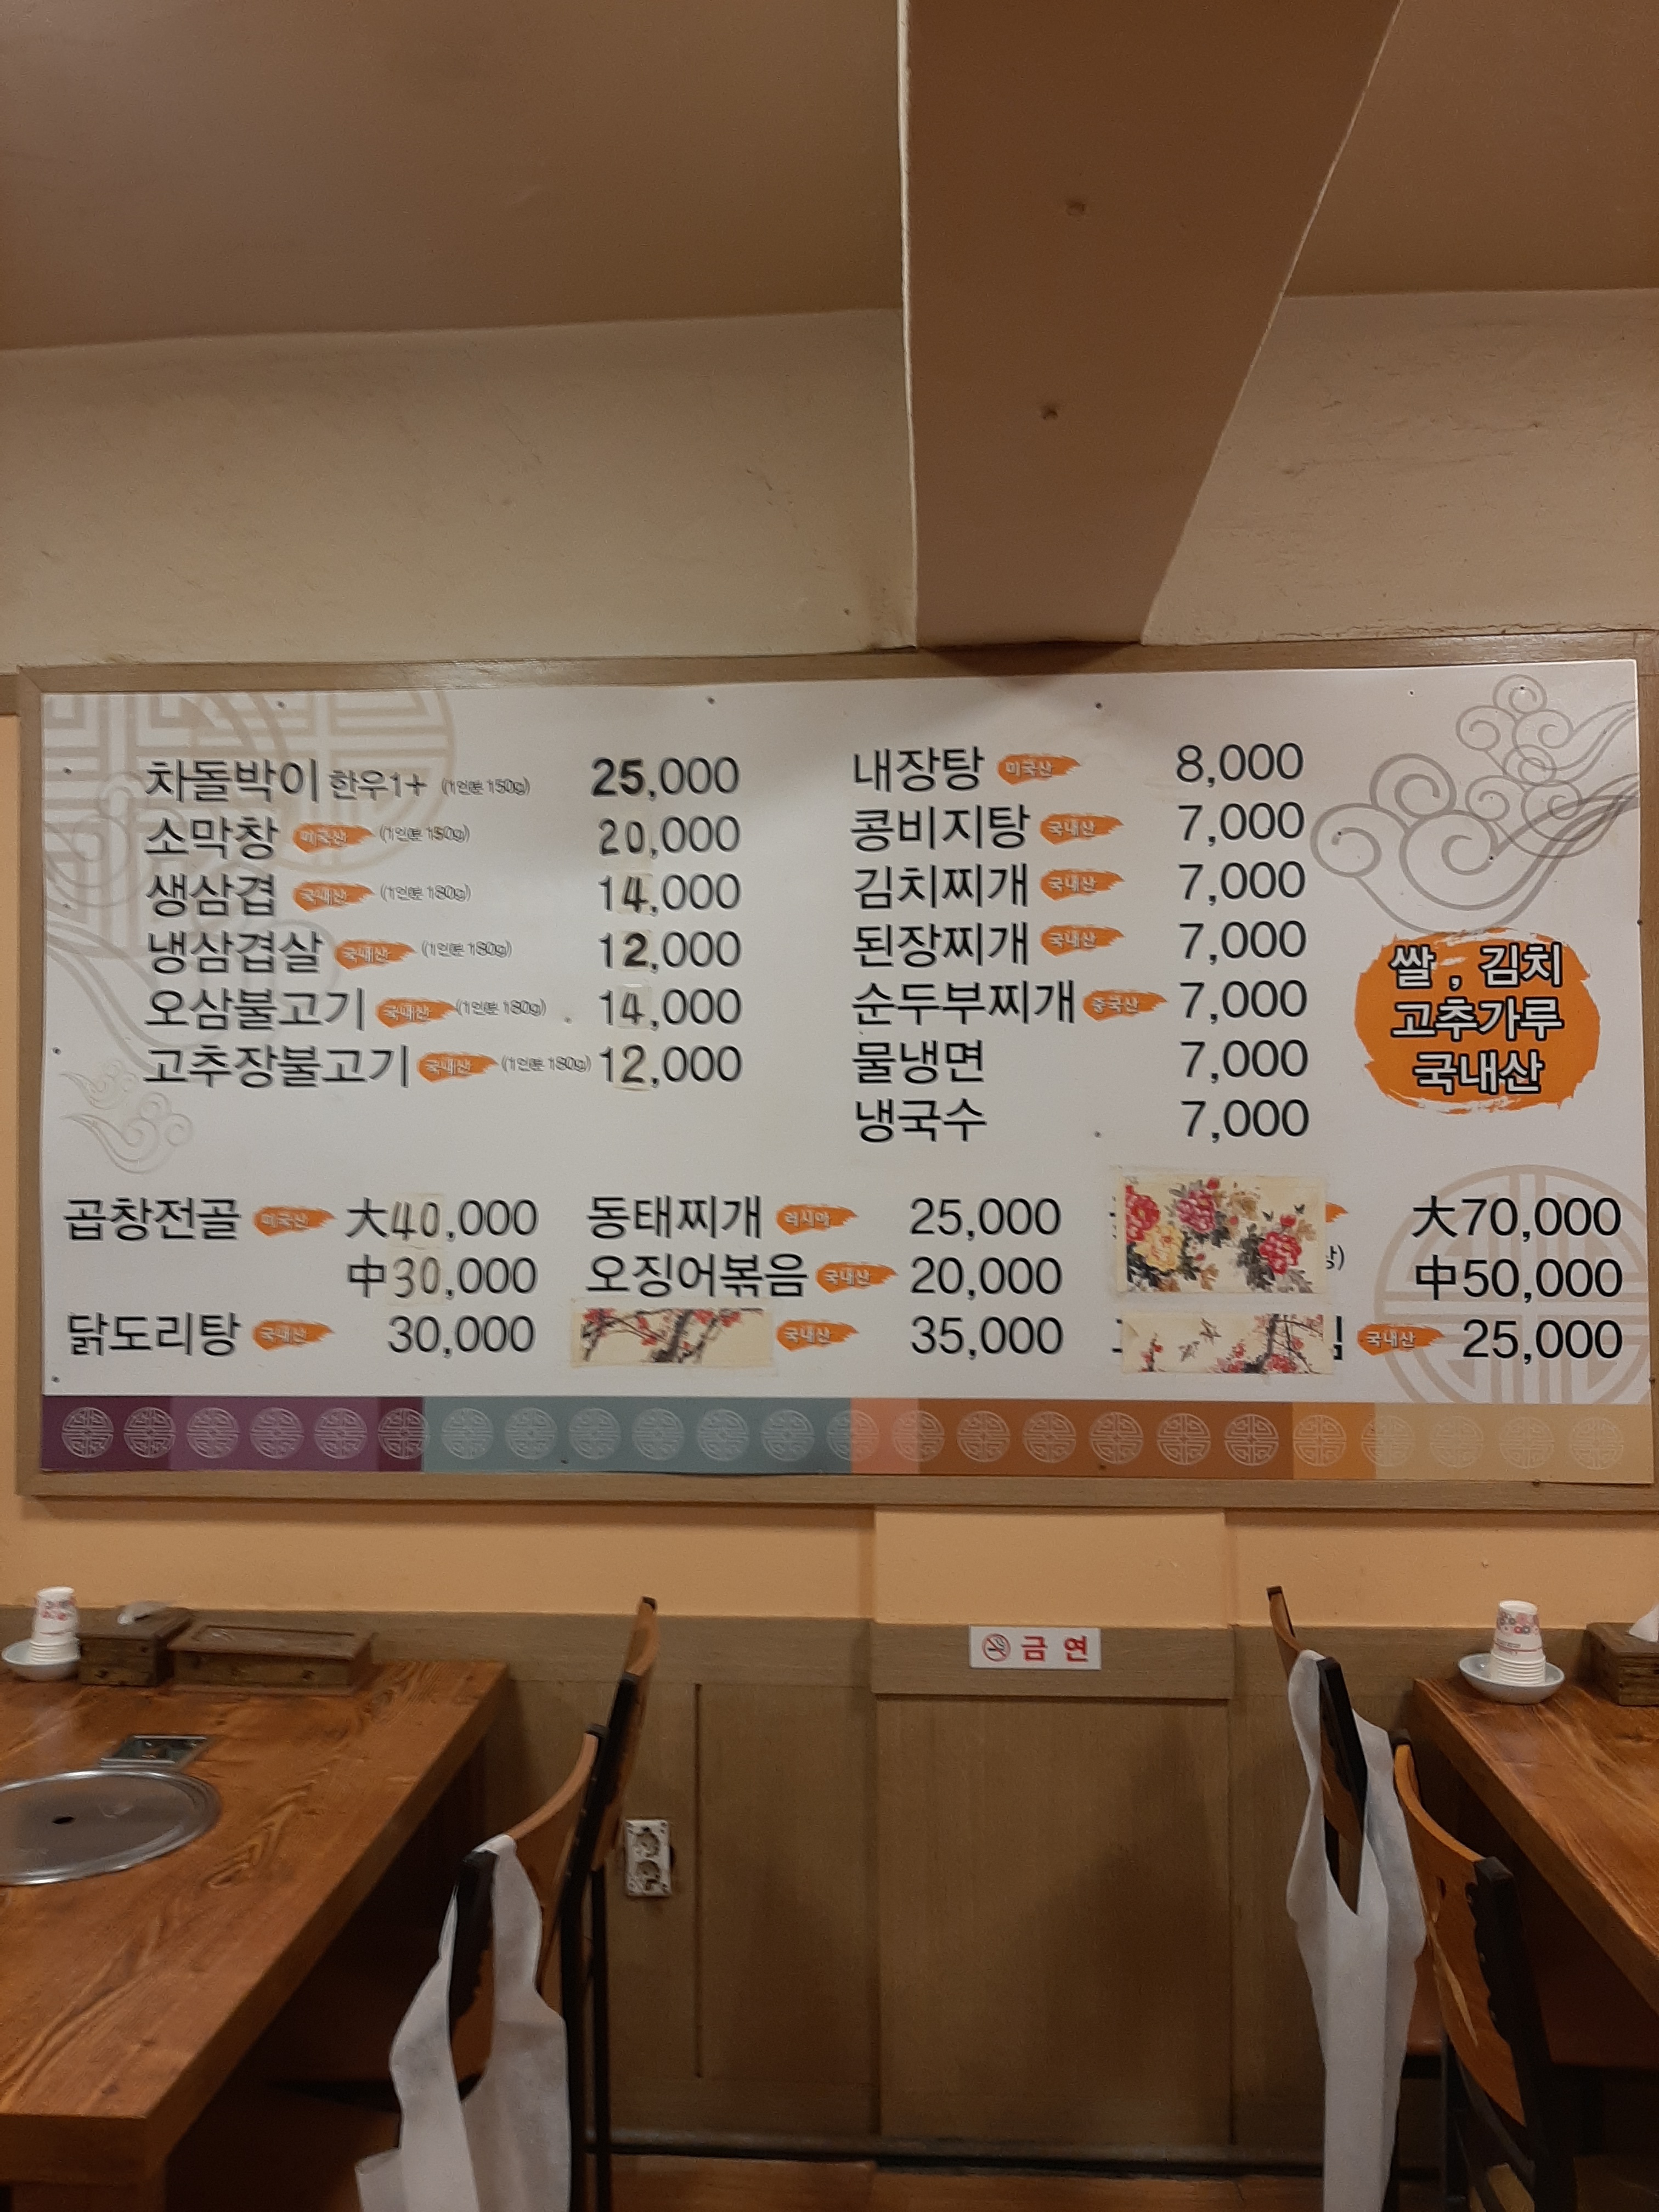 차돌박이 한우1+ (1인분 150g) 25,000
소막창 미국산 (1인분 150g) 20,000
생삼겹 국내산 (1인분 180g) 14,000
냉삼겹살 국내산 (1인분 180g) 12,000
오삼불고기 국내산 (1인분 180g) 14,000
고추장불고기 국내산 (1인분 180g) 12,000
내장탕 미국산 8,000
콩비지탕 국내산 7,000
김치찌개 국내산 7,000
된장찌개 국내산 7,000
순두부찌개 중국산 7,000
물냉면 7,000
냉국수 7,000
쌀 , 김치
고추가루
국내산
곱창전골 미국산 大40,000
中30,000
닭도리탕 국내산 30,000
동태찌개 러시아 25,000
오징어볶음 국내산 20,000
국내산 35,000
大70,000
中50,000
국내산 25,000
금 연